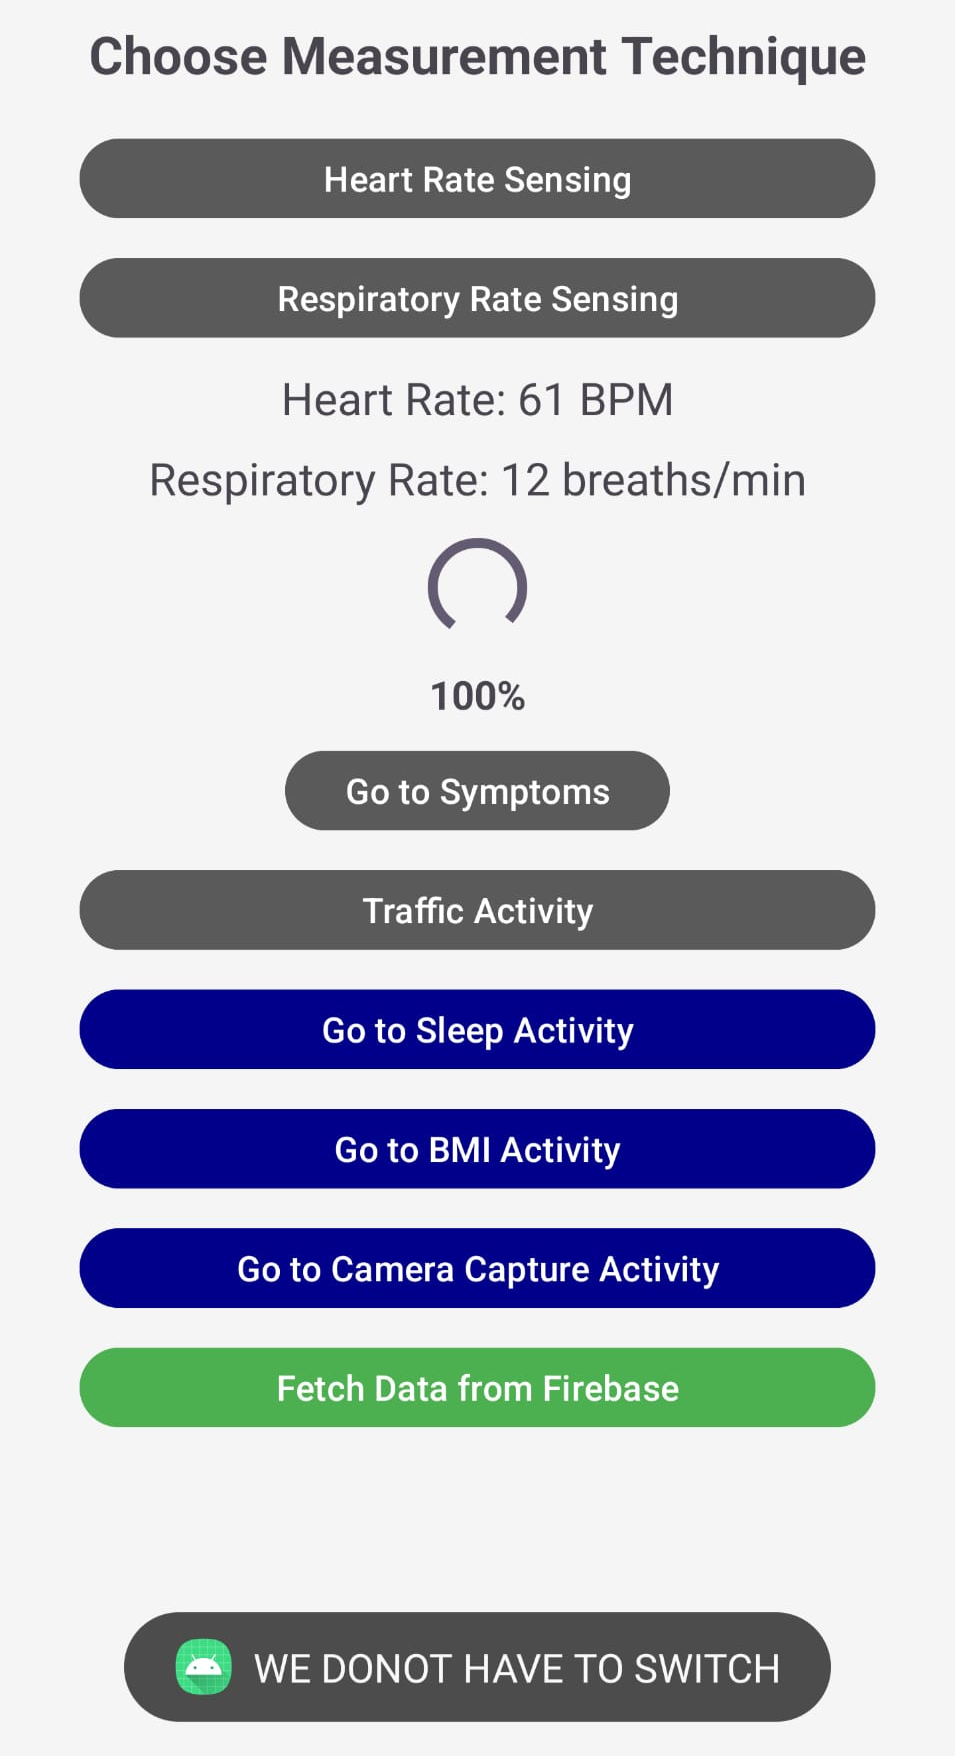 Choose Measurement Technique
Heart Rate Sensing
Respiratory Rate Sensing
Heart Rate: 61 BPM
Respiratory Rate: 12 breaths/min
100%
Go to Symptoms
Traffic Activity
Go to Sleep Activity
Go to BMI Activity
Go to Camera Capture Activity
Fetch Data from Firebase
WE DONOT HAVE TO SWITCH